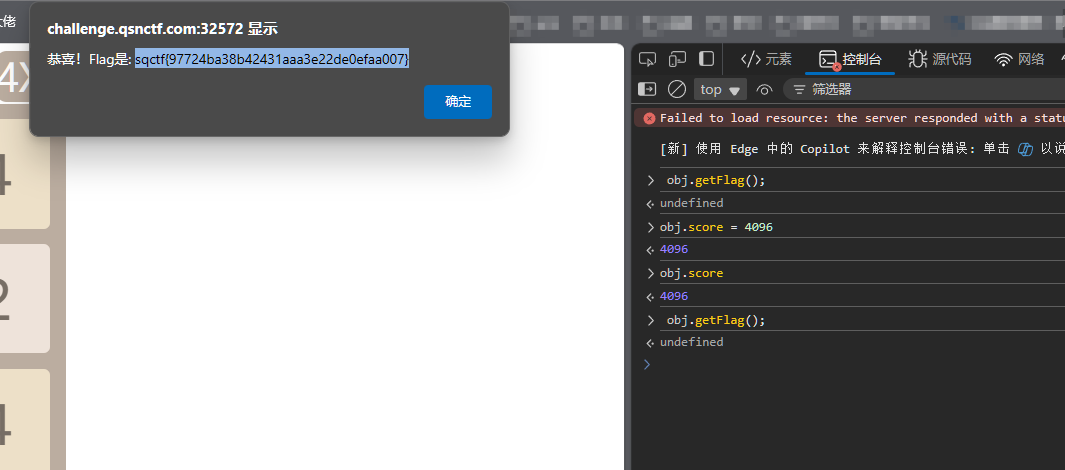 大佬
challenge.qsnctf.com:32572 显示
恭喜！Flag是: sqctf{97724ba38b42431aaa3e22de0efaa007}
确定
4X
4
2
4
元素
控制台
源代码
网络
top
筛选器
Failed to load resource: the server responded with a statu
[新] 使用 Edge 中的 Copilot 来解释控制台错误: 单击 以说
obj.getFlag();
undefined
obj.score = 4096
4096
obj.score
4096
obj.getFlag();
undefined